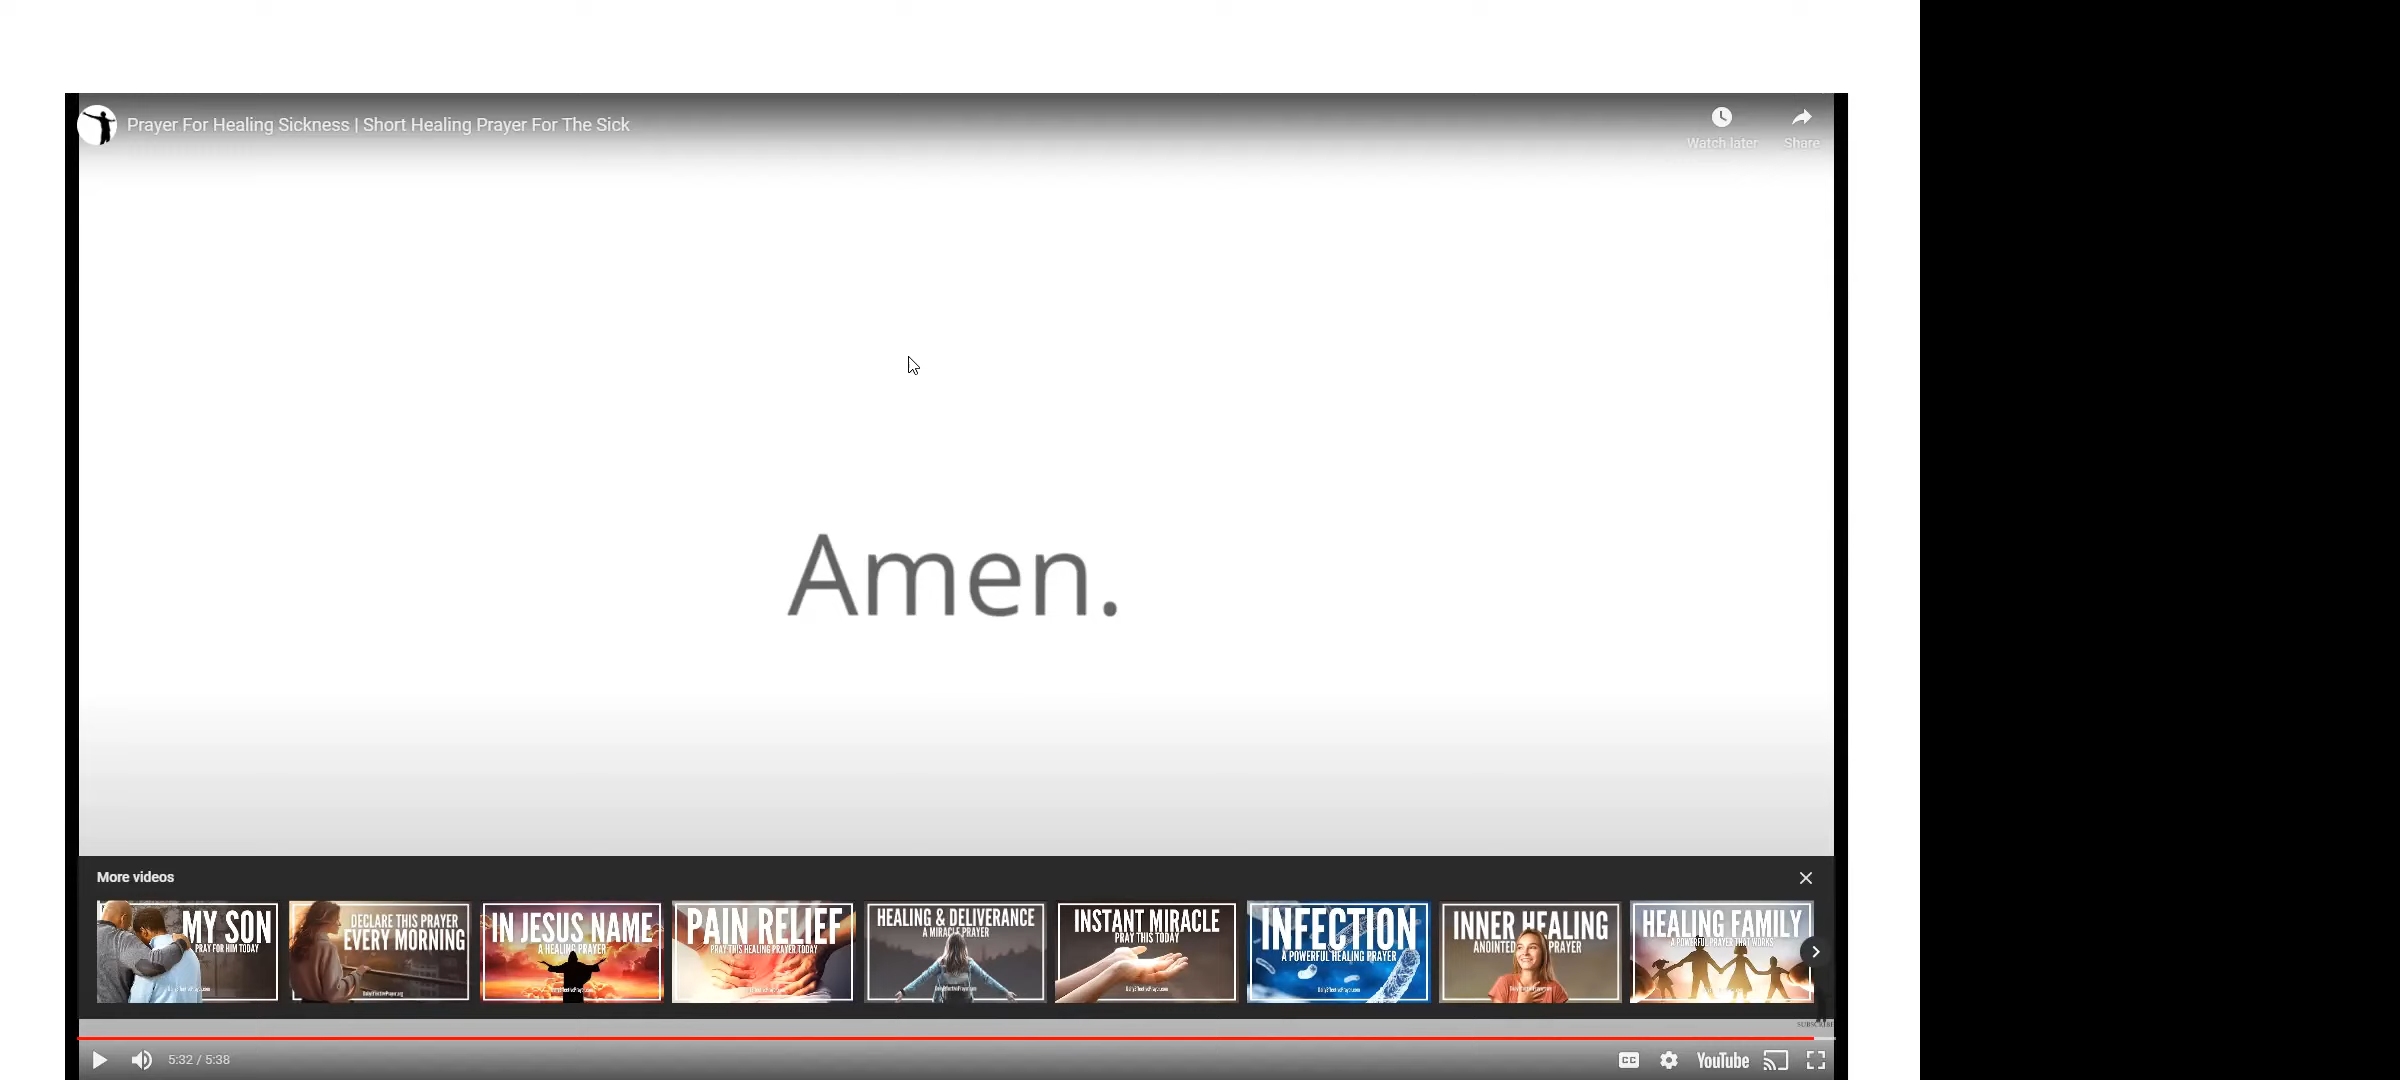 Prayer For Healing Sickness | Short Healing Prayer For The Sick
Watch later
Share
Amen.
More videos
MY SON
PRAY FOR HIM TODAY
DECLARE THIS PRAYER
EVERY MORNING
IN JESUS NAME
A HEALING PRAYER
PAIN RELIEF
PRAY THIS HEALING PRAYER TODAY
HEALING & DELIVERANCE
A MIRACLE PRAYER
INSTANT MIRACLE
PRAY THIS TODAY
INFECTION
A POWERFUL HEALING PRAYER
INNER HEALING
ANOINTED PRAYER
HEALING FAMILY
A POWERFUL PRAYER THAT WORKS
SUBSCRIBE
5:32 / 5:38
CC
YouTube